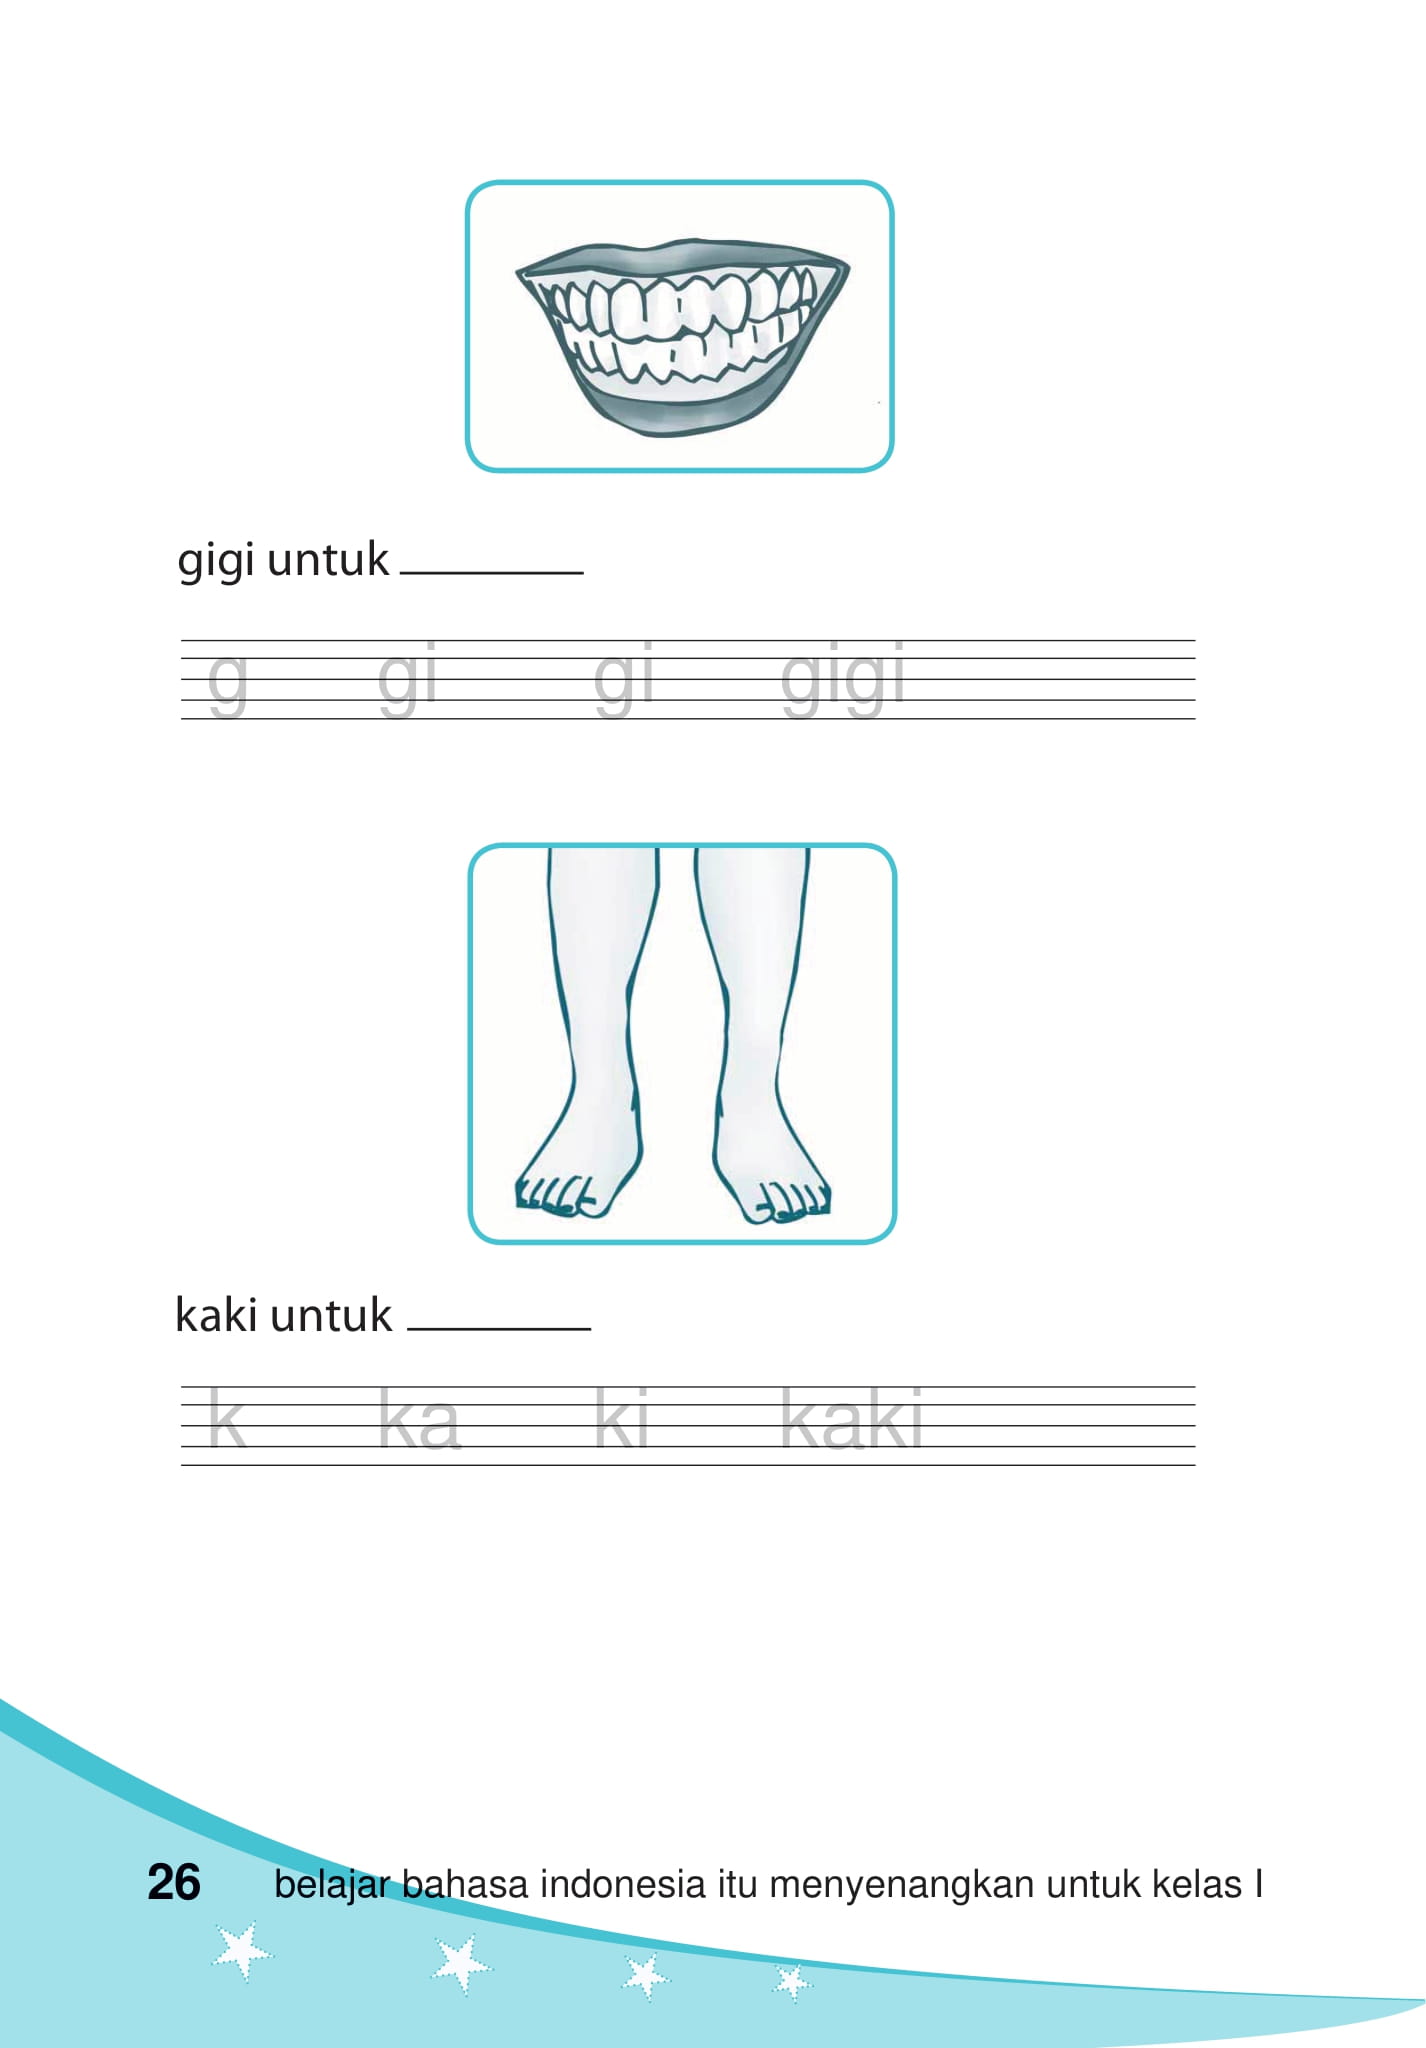 gigi untuk ________
g gi gi gigi
kaki untuk ________
k ka ki kaki
26 belajar bahasa indonesia itu menyenangkan untuk kelas I